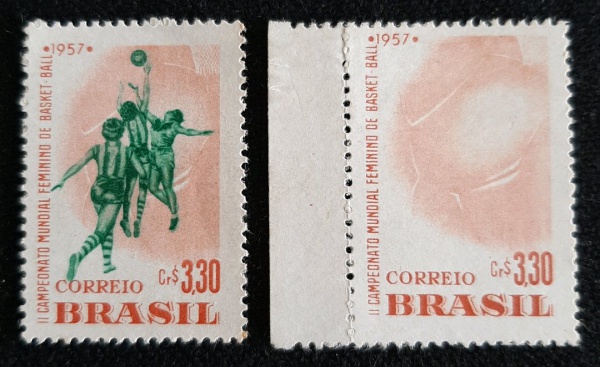 •1957•
II CAMPEONATO MUNDIAL FEMININO DE BASKET-BALL
CORREIO
Cr$ 3,30
BRASIL
•1957•
II CAMPEONATO MUNDIAL FEMININO DE BASKET-BALL
CORREIO
Cr$ 3,30
BRASIL